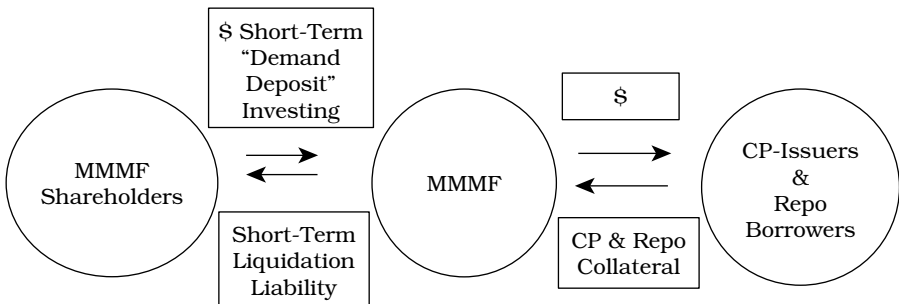 $ Short-Term
“Demand
Deposit”
Investing
MMMF
Shareholders
Short-Term
Liquidation
Liability
MMMF
$
CP & Repo
Collateral
CP-Issuers
&
Repo
Borrowers